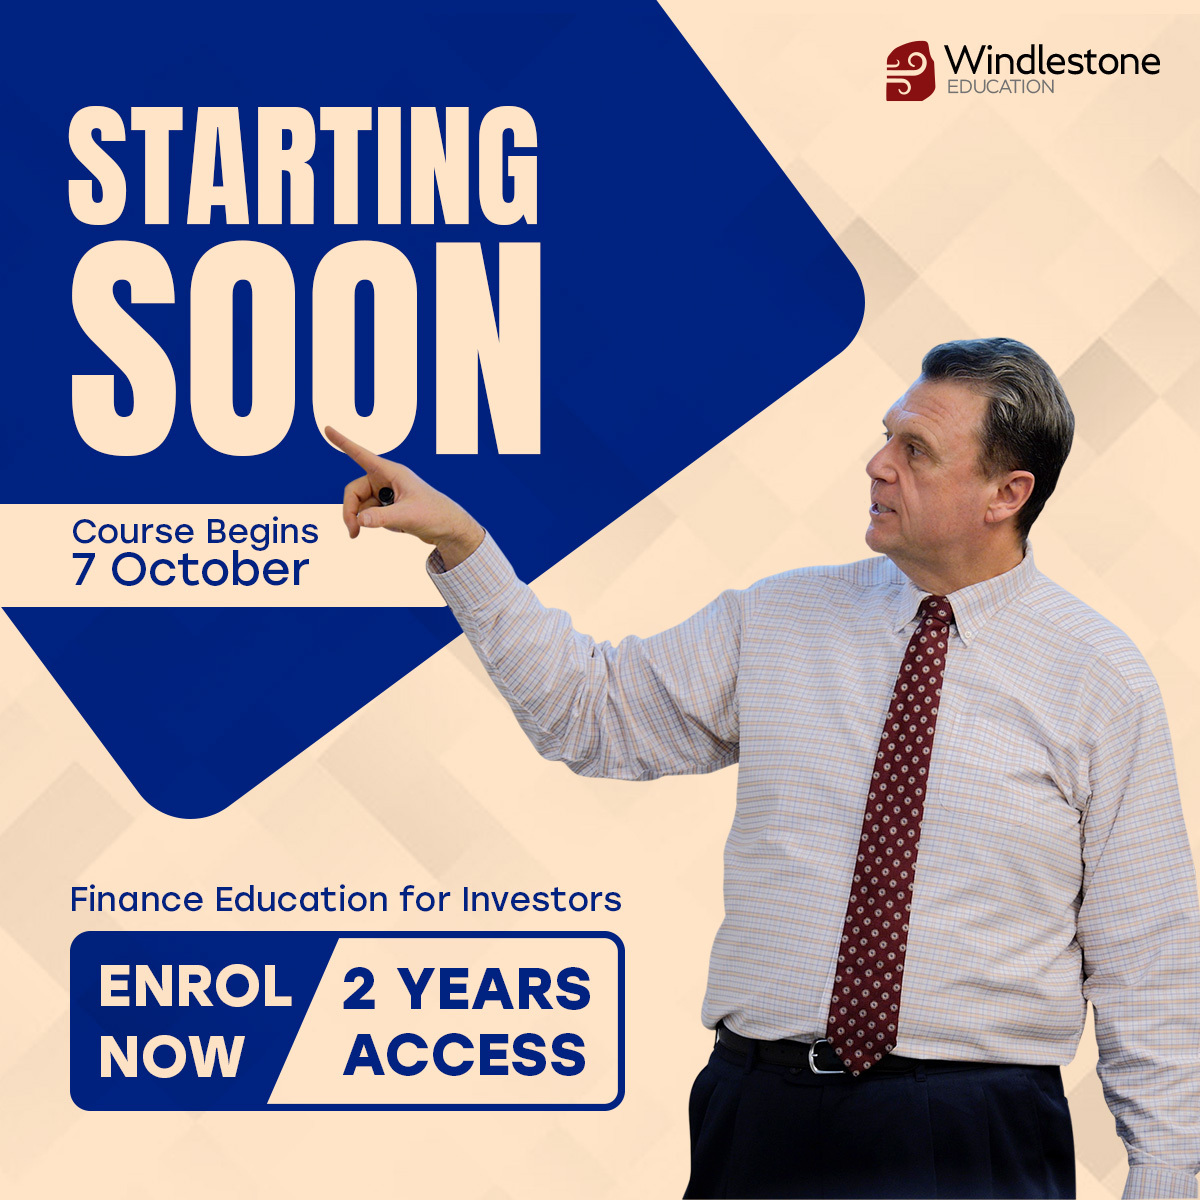 Windlestone
EDUCATION
STARTING
SOON
Course Begins
7 October
Finance Education for Investors
ENROL
NOW
2 YEARS
ACCESS